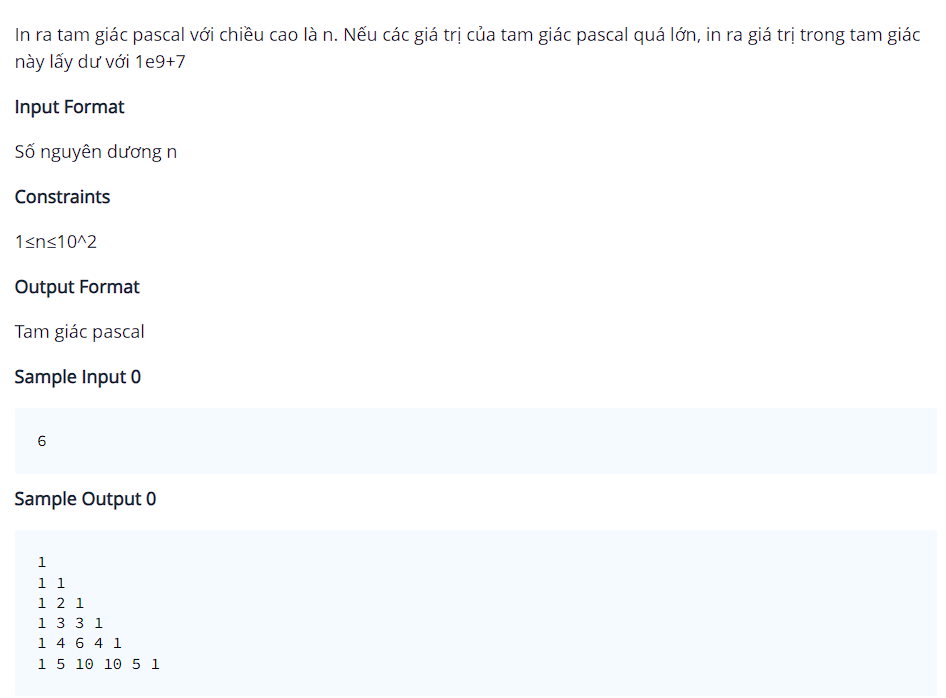 In ra tam giác pascal với chiều cao là n. Nếu các giá trị của tam giác pascal quá lớn, in ra giá trị trong tam giác
này lấy dư với 1e9+7
Input Format
Số nguyên dương n
Constraints
1≤n≤10^2
Output Format
Tam giác pascal
Sample Input 0
6
Sample Output 0
1
1 1
1 2 1
1 3 3 1
1 4 6 4 1
1 5 10 10 5 1